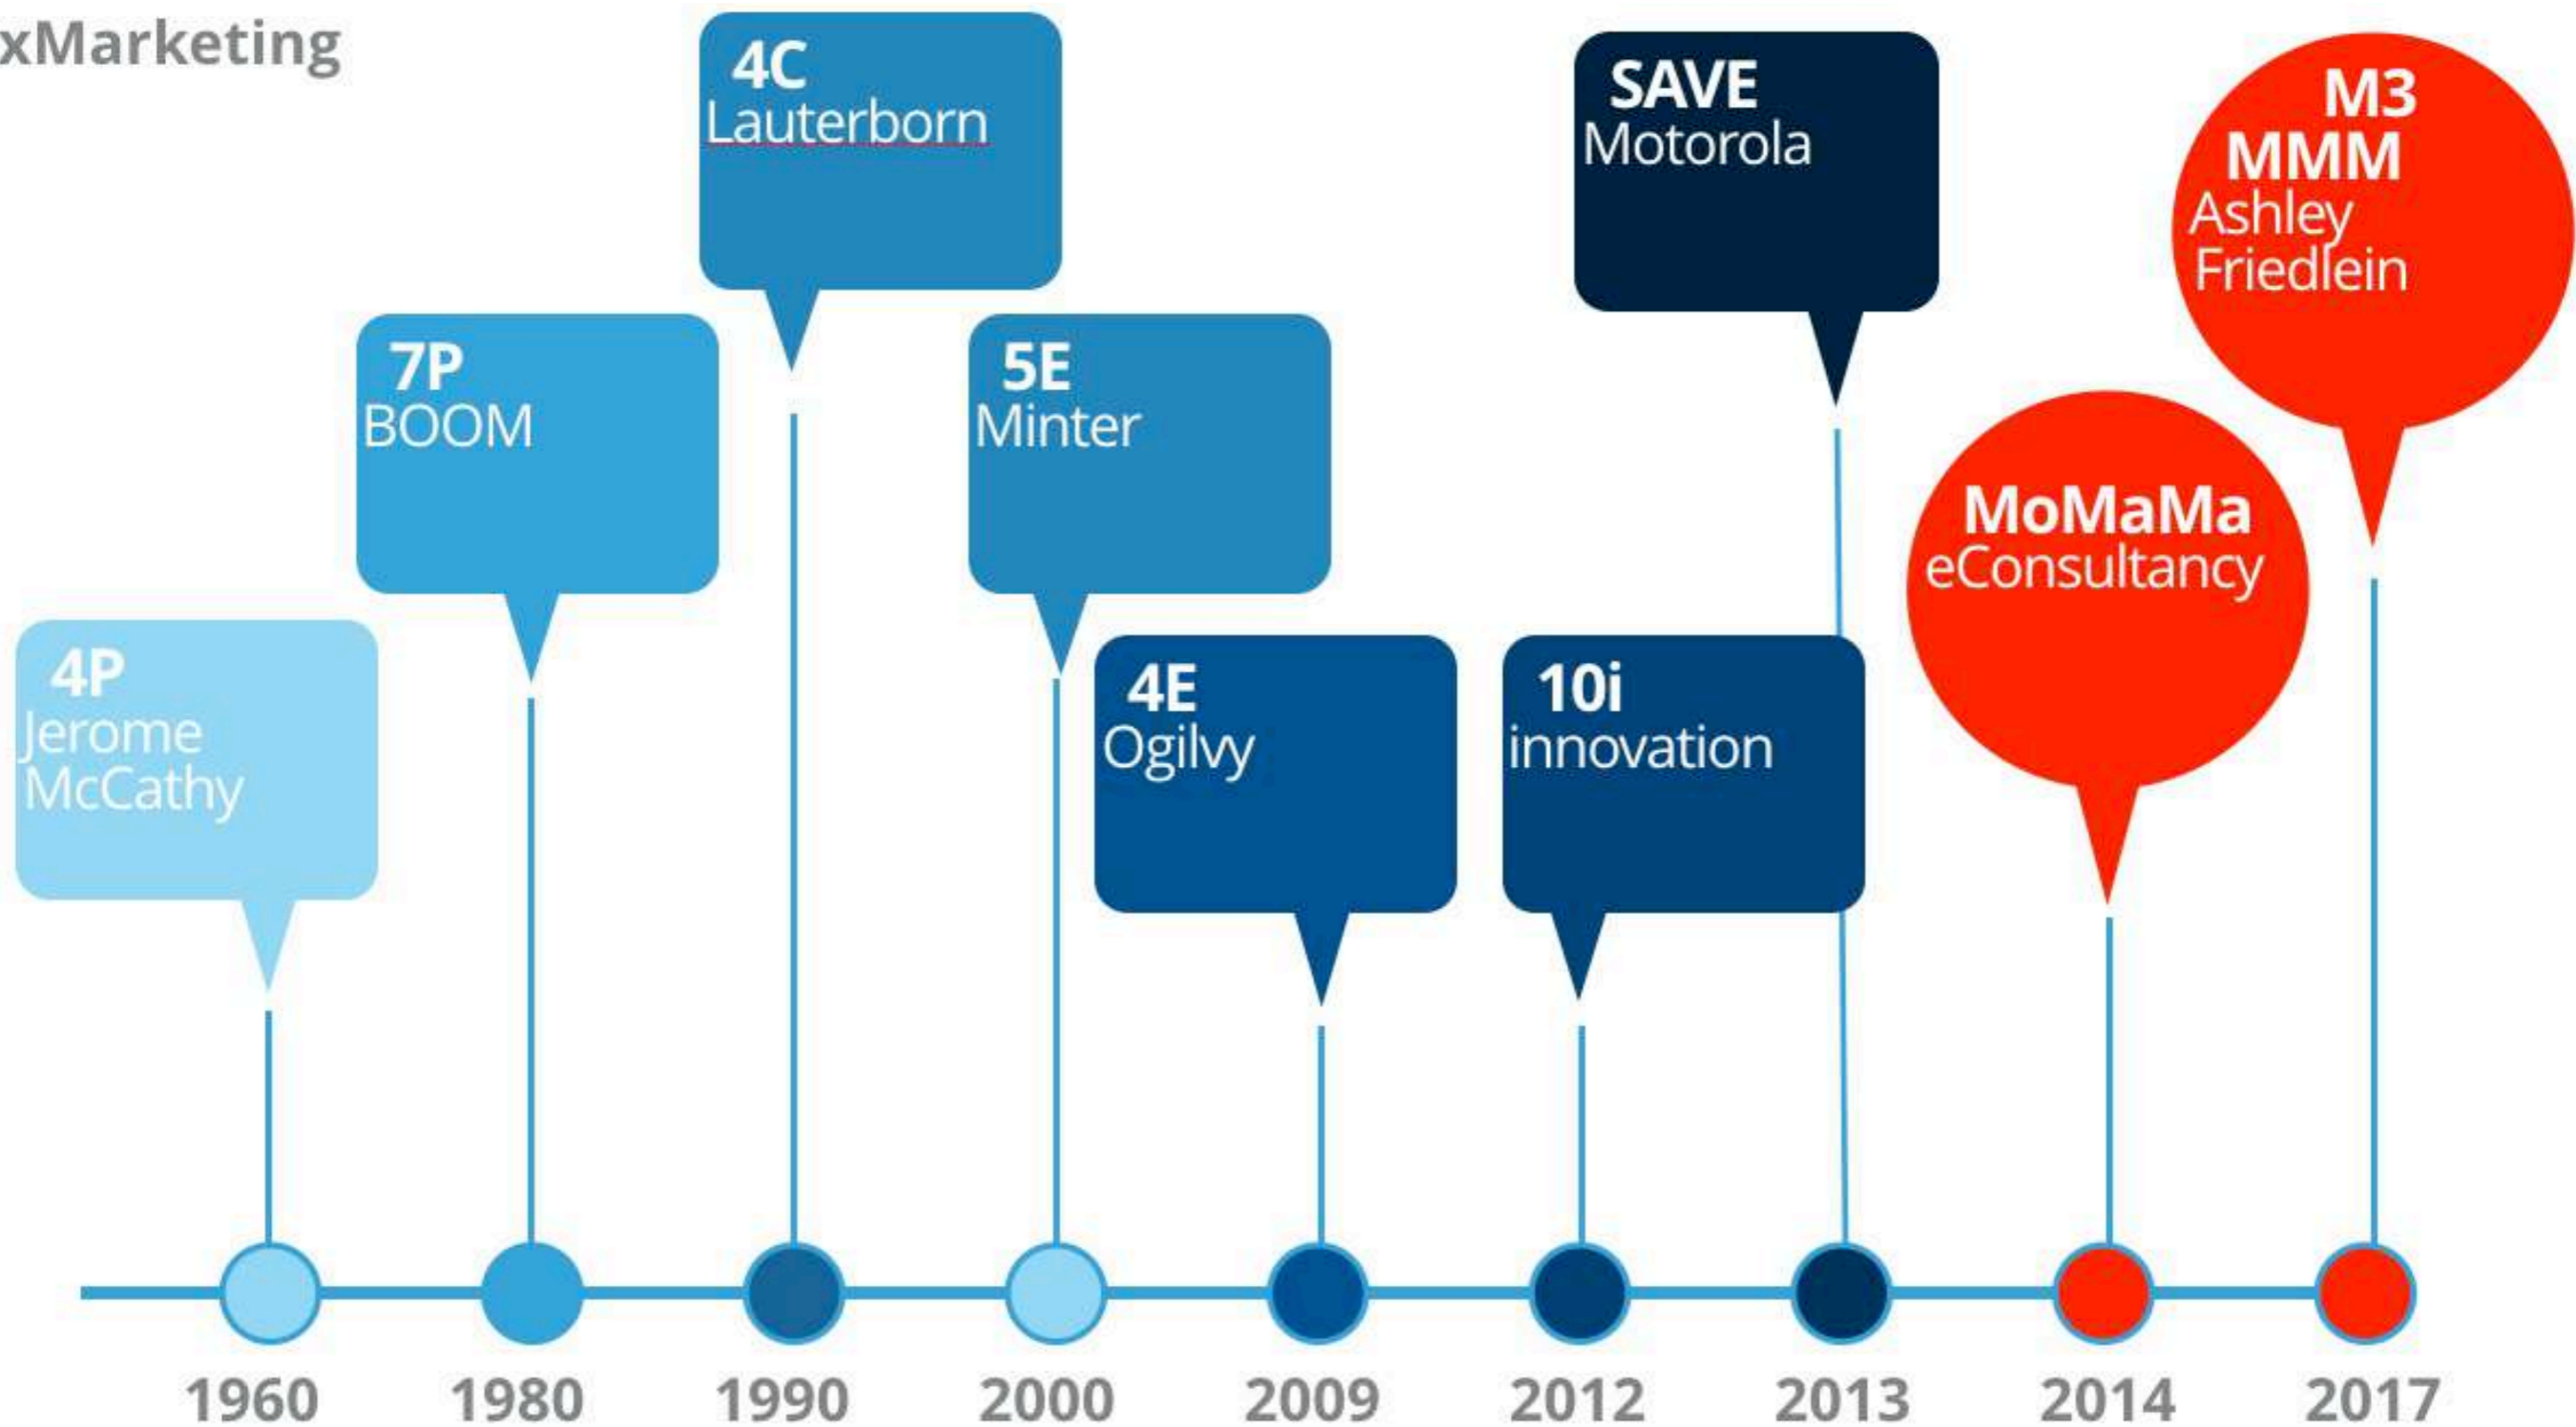 xMarketing
4P
Jerome
McCathy
7P
BOOM
4C
Lauterborn
5E
Minter
4E
Ogilvy
10i
innovation
SAVE
Motorola
MoMaMa
eConsultancy
M3
MMM
Ashley
Friedlein
1960 1980 1990 2000 2009 2012 2013 2014 2017